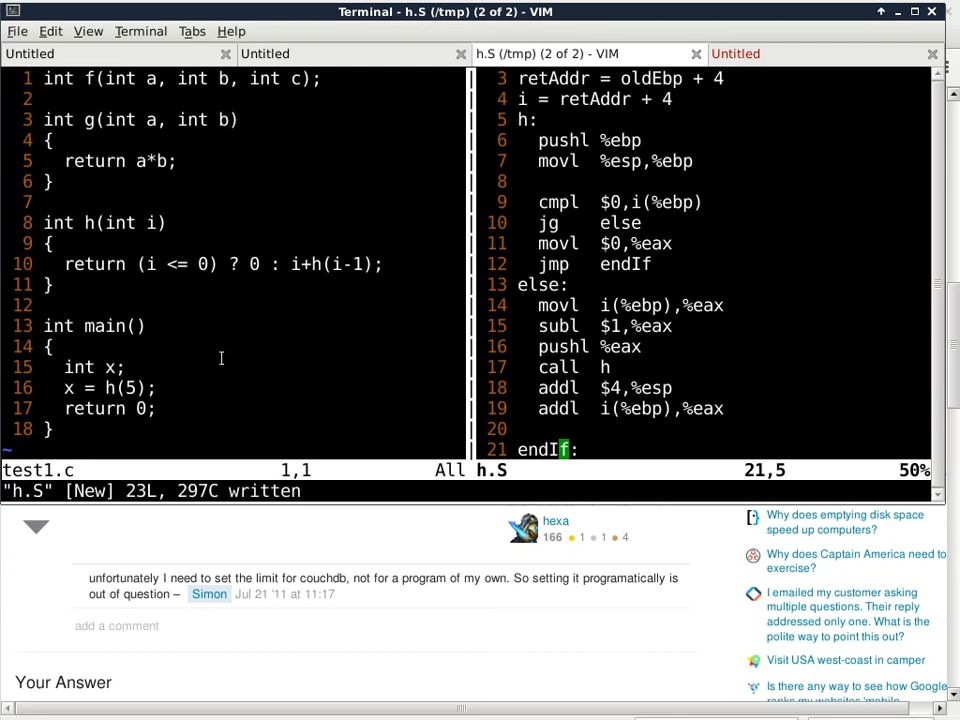 Terminal - h.S (/tmp) (2 of 2) - VIM
File Edit View Terminal Tabs Help
Untitled
Untitled
h.S (/tmp) (2 of 2) - VIM
Untitled
1 int f(int a, int b, int c);
2
3 int g(int a, int b)
4 {
5   return a*b;
6 }
7
8 int h(int i)
9 {
10   return (i <= 0) ? 0 : i+h(i-1);
11 }
12
13 int main()
14 {
15   int x;
16   x = h(5);
17   return 0;
18 }
~
test1.c 1,1 All
3 retAddr = oldEbp + 4
4 i = retAddr + 4
5 h:
6   pushl %ebp
7   movl  %esp,%ebp
8
9   cmpl  $0,i(%ebp)
10   jg    else
11   movl  $0,%eax
12   jmp   endIf
13 else:
14   movl  i(%ebp),%eax
15   subl  $1,%eax
16   pushl %eax
17   call  h
18   addl  $4,%esp
19   addl  i(%ebp),%eax
20
21 endIf:
h.S 21,5 50%
"h.S" [New] 23L, 297C written
hexa
166 1 1 4
unfortunately I need to set the limit for couchdb, not for a program of my own. So setting it programatically is
out of question – Simon Jul 21 '11 at 11:17
add a comment
Your Answer
Why does emptying disk space
speed up computers?
Why does Captain America need to
exercise?
I emailed my customer asking
multiple questions. Their reply
addressed only one. What is the
polite way to point this out?
Visit USA west-coast in camper
Is there any way to see how Google
ranks my websites 'mobile